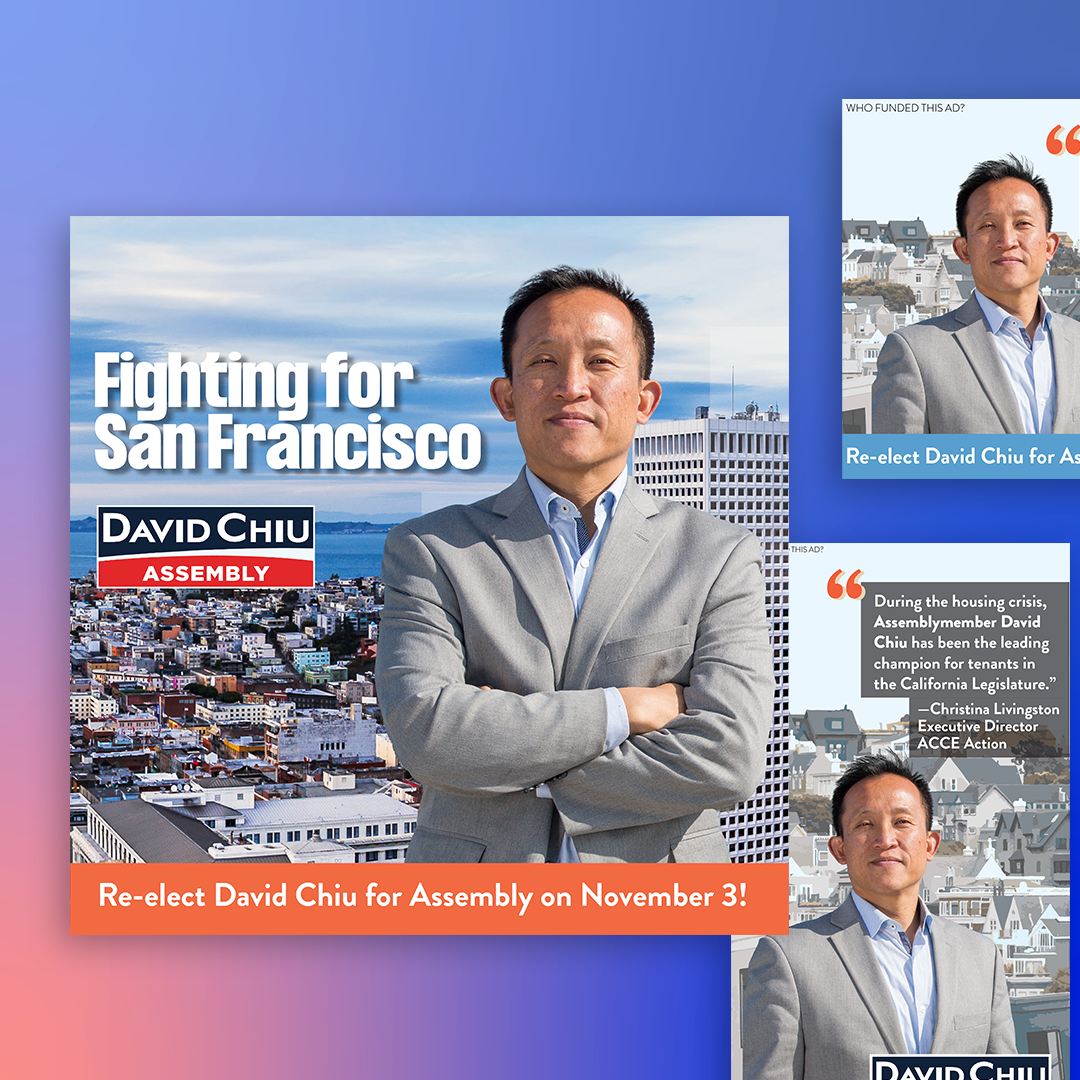 Fighting for
San Francisco
DAVID CHIU
ASSEMBLY
Re-elect David Chiu for Assembly on November 3!
WHO FUNDED THIS AD?
“
Re-elect David Chiu for As
THIS AD?
“
During the housing crisis,
Assemblymember David
Chiu has been the leading
champion for tenants in
the California Legislature.”
—Christina Livingston
Executive Director
ACCE Action
DAVID CHIU